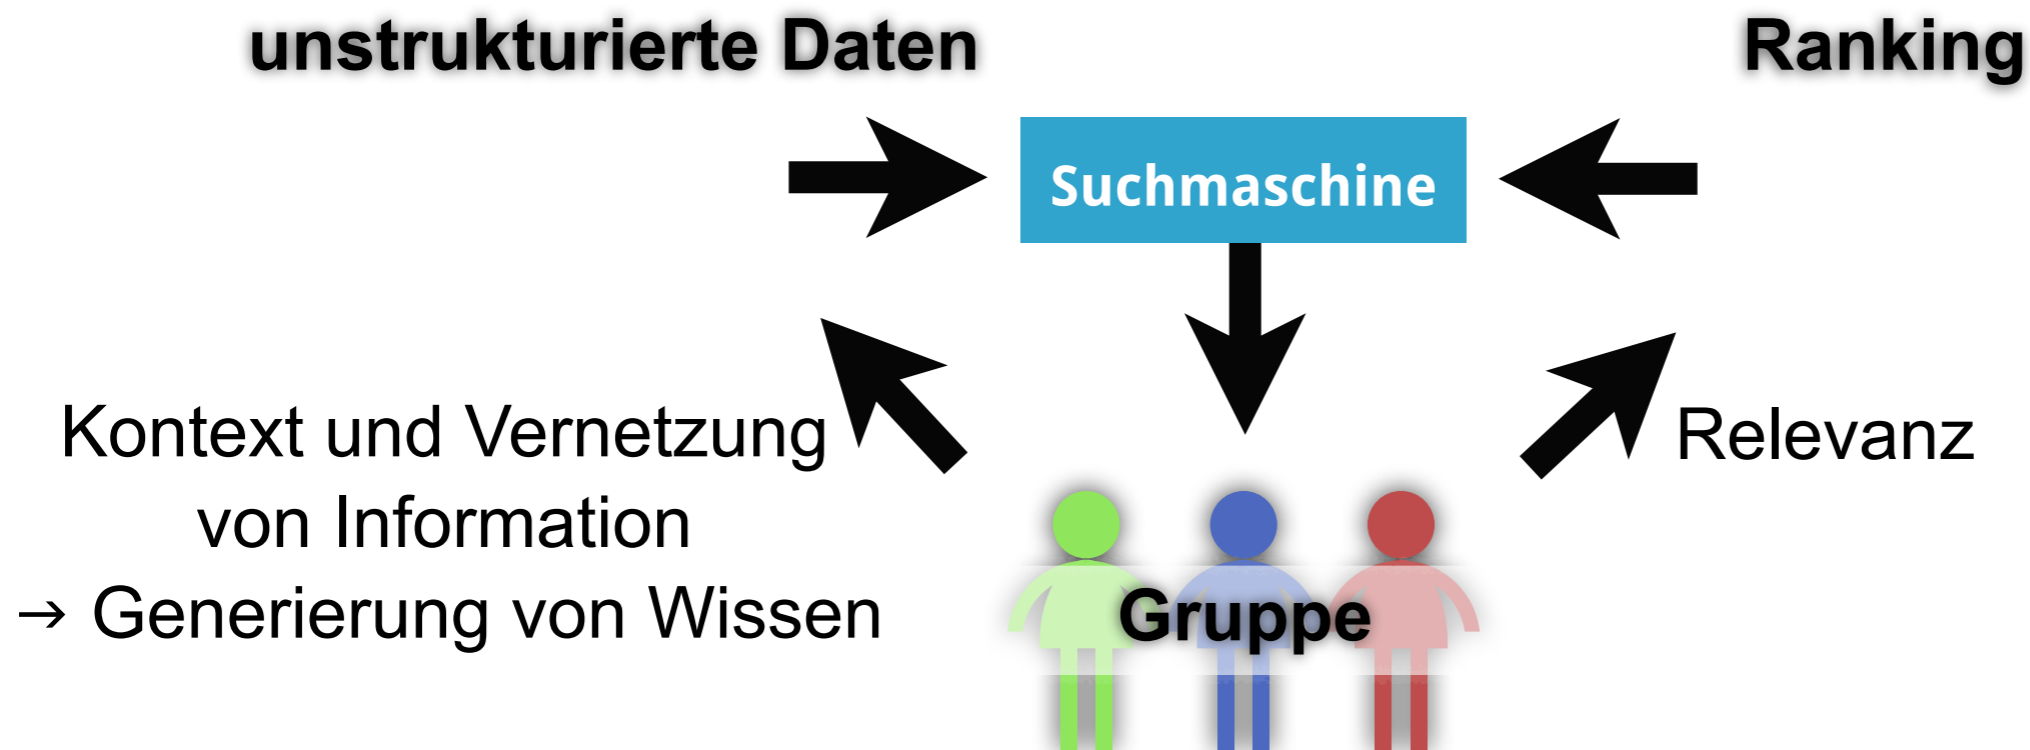 unstrukturierte Daten
Ranking
Suchmaschine
Kontext und Vernetzung
von Information
→ Generierung von Wissen
Relevanz
Gruppe